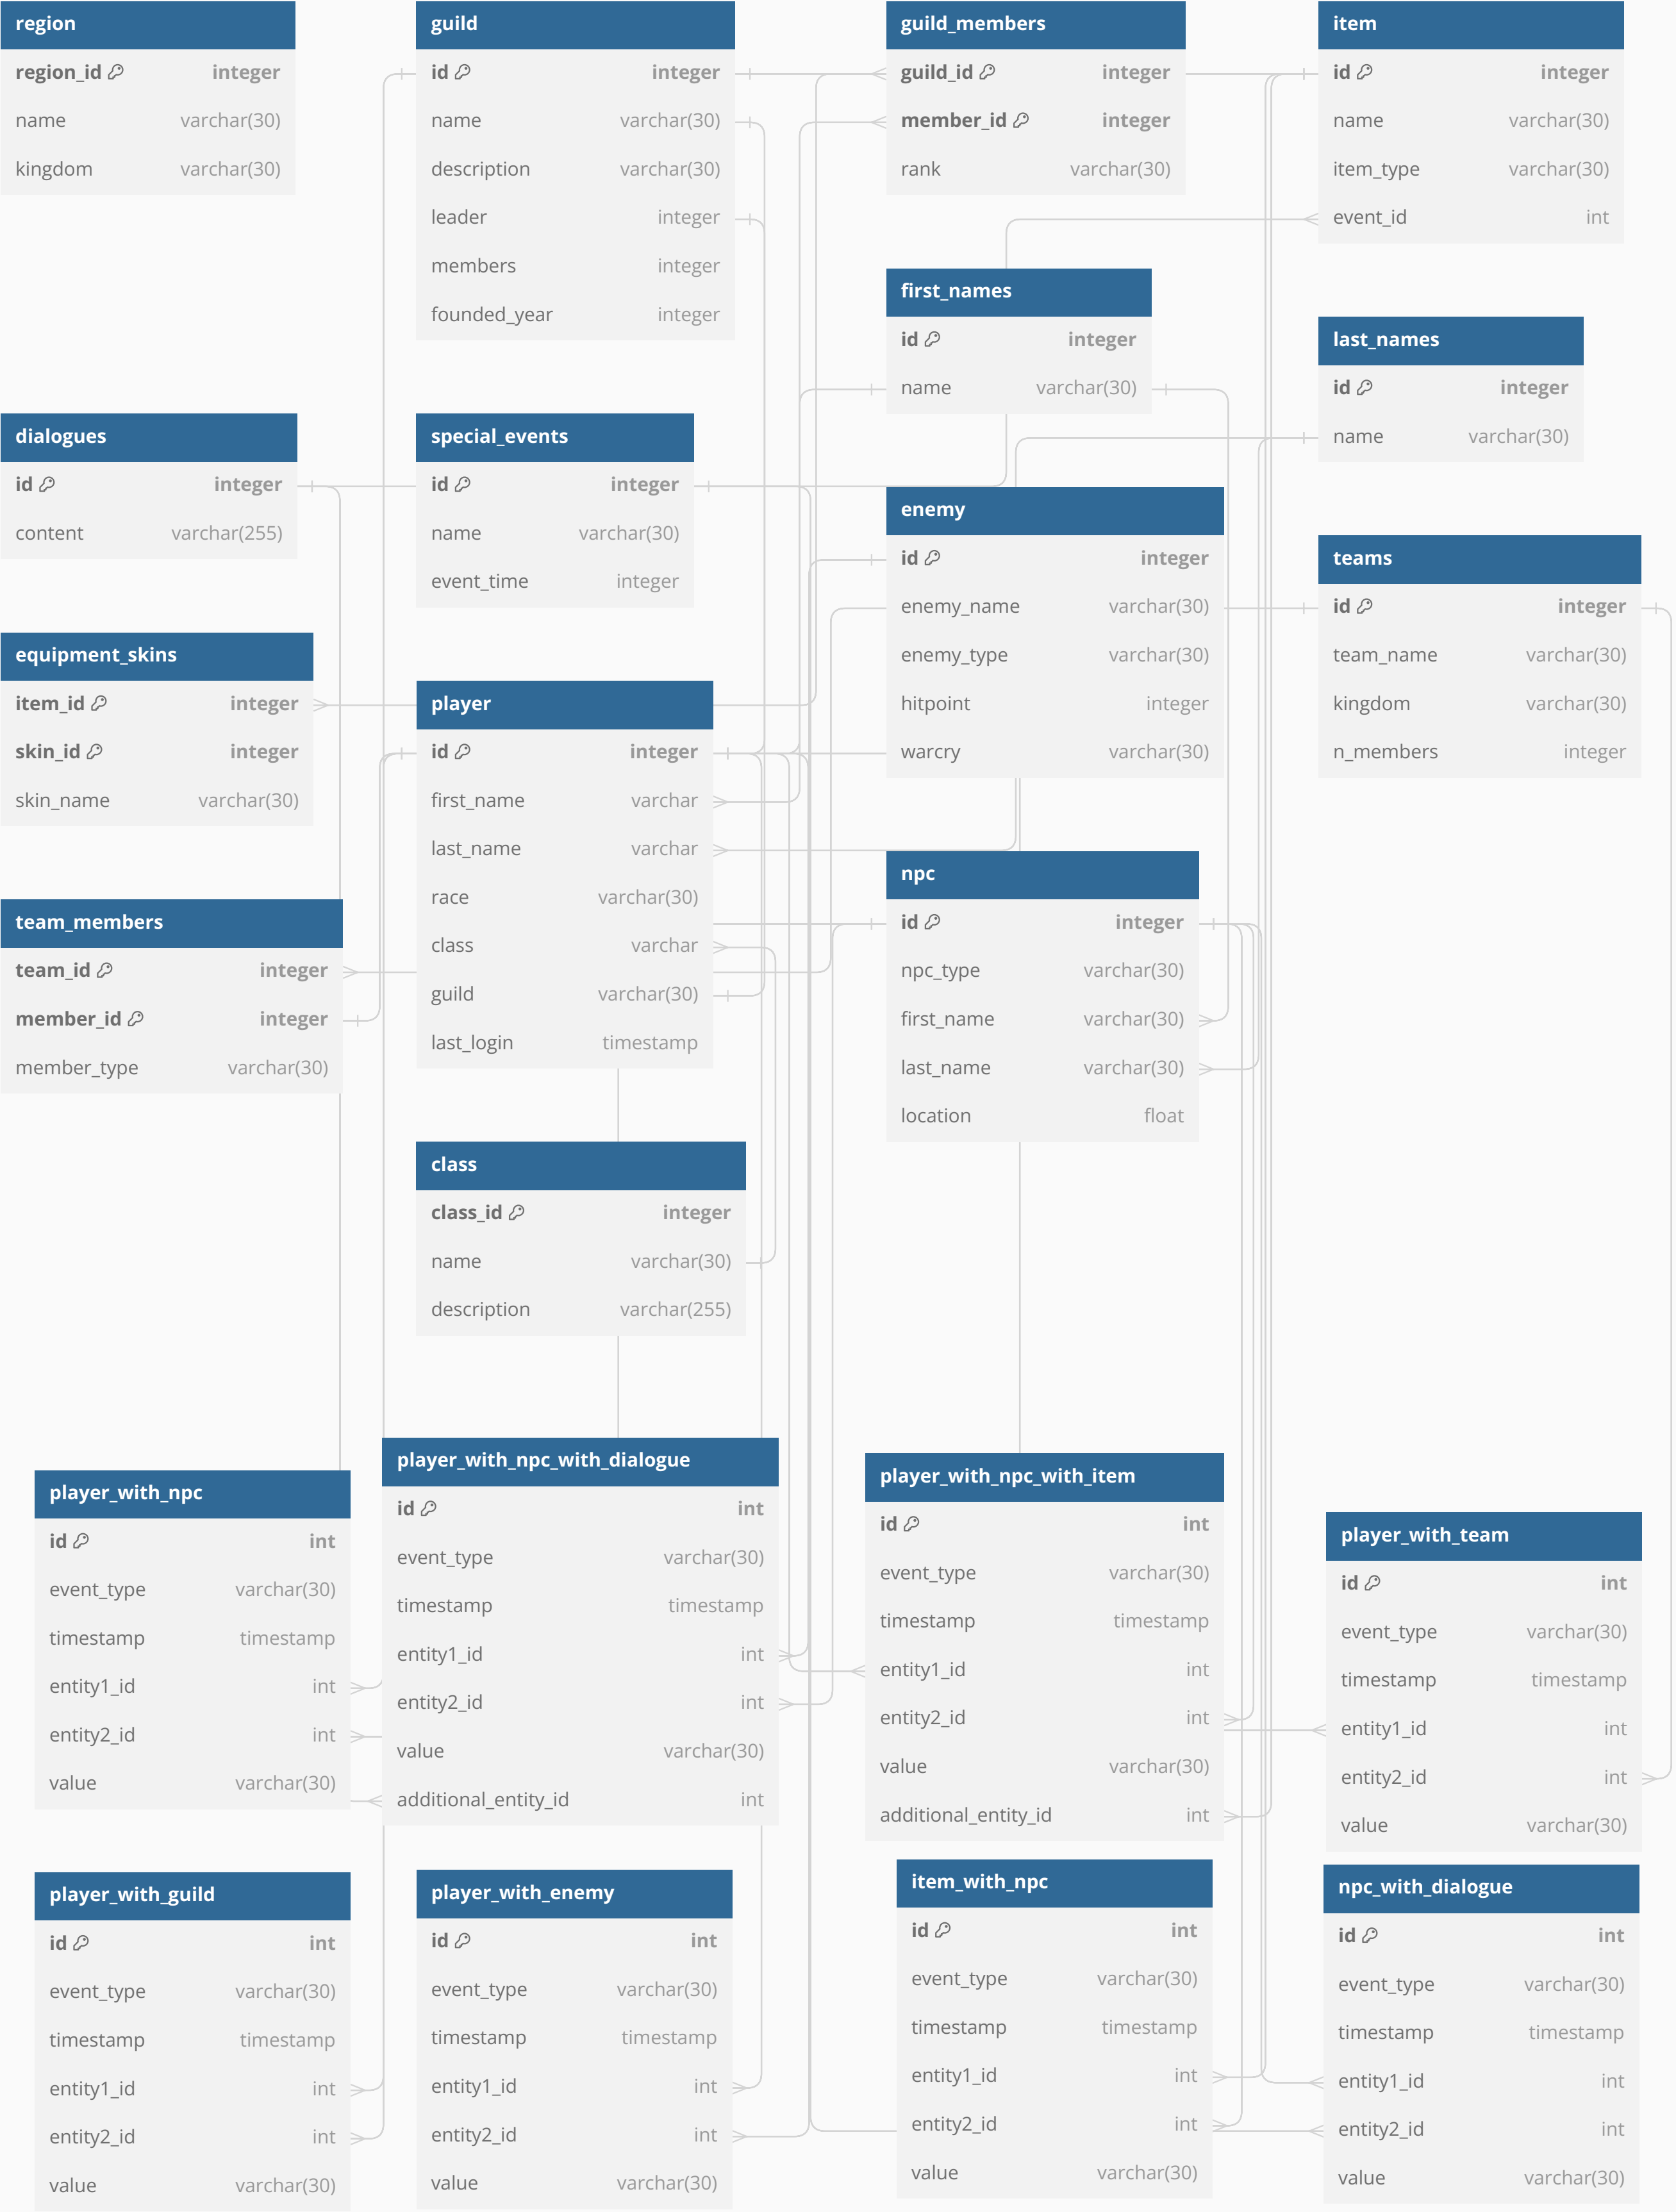 region
region_id integer
name varchar(30)
kingdom varchar(30)
guild
id integer
name varchar(30)
description varchar(30)
leader integer
members integer
founded_year integer
guild_members
guild_id integer
member_id integer
rank varchar(30)
item
id integer
name varchar(30)
item_type varchar(30)
event_id int
first_names
id integer
name varchar(30)
last_names
id integer
name varchar(30)
dialogues
id integer
content varchar(255)
special_events
id integer
name varchar(30)
event_time integer
enemy
id integer
enemy_name varchar(30)
enemy_type varchar(30)
hitpoint integer
warcry varchar(30)
teams
id integer
team_name varchar(30)
kingdom varchar(30)
n_members integer
equipment_skins
item_id integer
skin_id integer
skin_name varchar(30)
player
id integer
first_name varchar
last_name varchar
race varchar(30)
class varchar
guild varchar(30)
last_login timestamp
npc
id integer
npc_type varchar(30)
first_name varchar(30)
last_name varchar(30)
location float
team_members
team_id integer
member_id integer
member_type varchar(30)
class
class_id integer
name varchar(30)
description varchar(255)
player_with_npc
id int
event_type varchar(30)
timestamp timestamp
entity1_id int
entity2_id int
value varchar(30)
player_with_npc_with_dialogue
id int
event_type varchar(30)
timestamp timestamp
entity1_id int
entity2_id int
value varchar(30)
additional_entity_id int
player_with_npc_with_item
id int
event_type varchar(30)
timestamp timestamp
entity1_id int
entity2_id int
value varchar(30)
additional_entity_id int
player_with_team
id int
event_type varchar(30)
timestamp timestamp
entity1_id int
entity2_id int
value varchar(30)
player_with_guild
id int
event_type varchar(30)
timestamp timestamp
entity1_id int
entity2_id int
value varchar(30)
player_with_enemy
id int
event_type varchar(30)
timestamp timestamp
entity1_id int
entity2_id int
value varchar(30)
item_with_npc
id int
event_type varchar(30)
timestamp timestamp
entity1_id int
entity2_id int
value varchar(30)
npc_with_dialogue
id int
event_type varchar(30)
timestamp timestamp
entity1_id int
entity2_id int
value varchar(30)